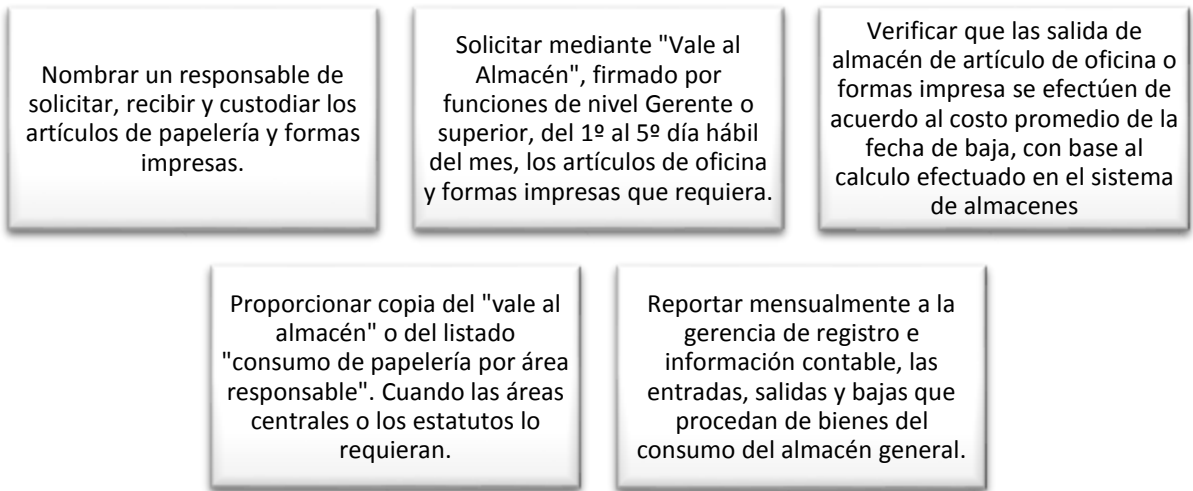 Nombrar un responsable de
solicitar, recibir y custodiar los
artículos de papelería y formas
impresas.
Solicitar mediante "Vale al
Almacén", firmado por
funciones de nivel Gerente o
superior, del 1º al 5º día hábil
del mes, los artículos de oficina
y formas impresas que requiera.
Verificar que las salida de
almacén de artículo de oficina o
formas impresa se efectúen de
acuerdo al costo promedio de la
fecha de baja, con base al
calculo efectuado en el sistema
de almacenes
Proporcionar copia del "vale al
almacén" o del listado
"consumo de papelería por área
responsable". Cuando las áreas
centrales o los estatutos lo
requieran.
Reportar mensualmente a la
gerencia de registro e
información contable, las
entradas, salidas y bajas que
procedan de bienes del
consumo del almacén general.